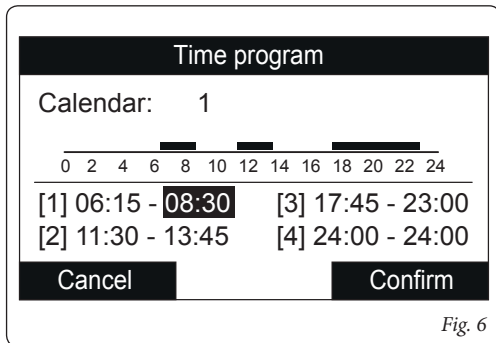 Time program
Calendar: 1
0 2 4 6 8 10 12 14 16 18 20 22 24
[1] 06:15 - 08:30 [3] 17:45 - 23:00
[2] 11:30 - 13:45 [4] 24:00 - 24:00
Cancel Confirm
Fig. 6